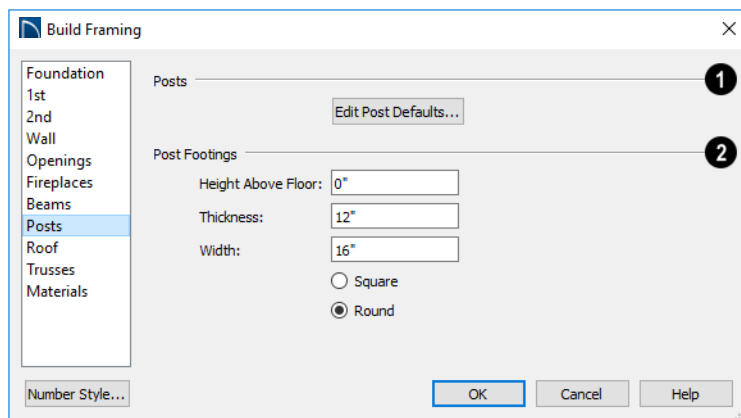 Build Framing
Foundation
1st
2nd
Wall
Openings
Fireplaces
Beams
Posts
Roof
Trusses
Materials
Number Style...
Posts
1
Edit Post Defaults...
Post Footings
2
Height Above Floor: 0"
Thickness: 12"
Width: 16"
Square
Round
OK Cancel Help